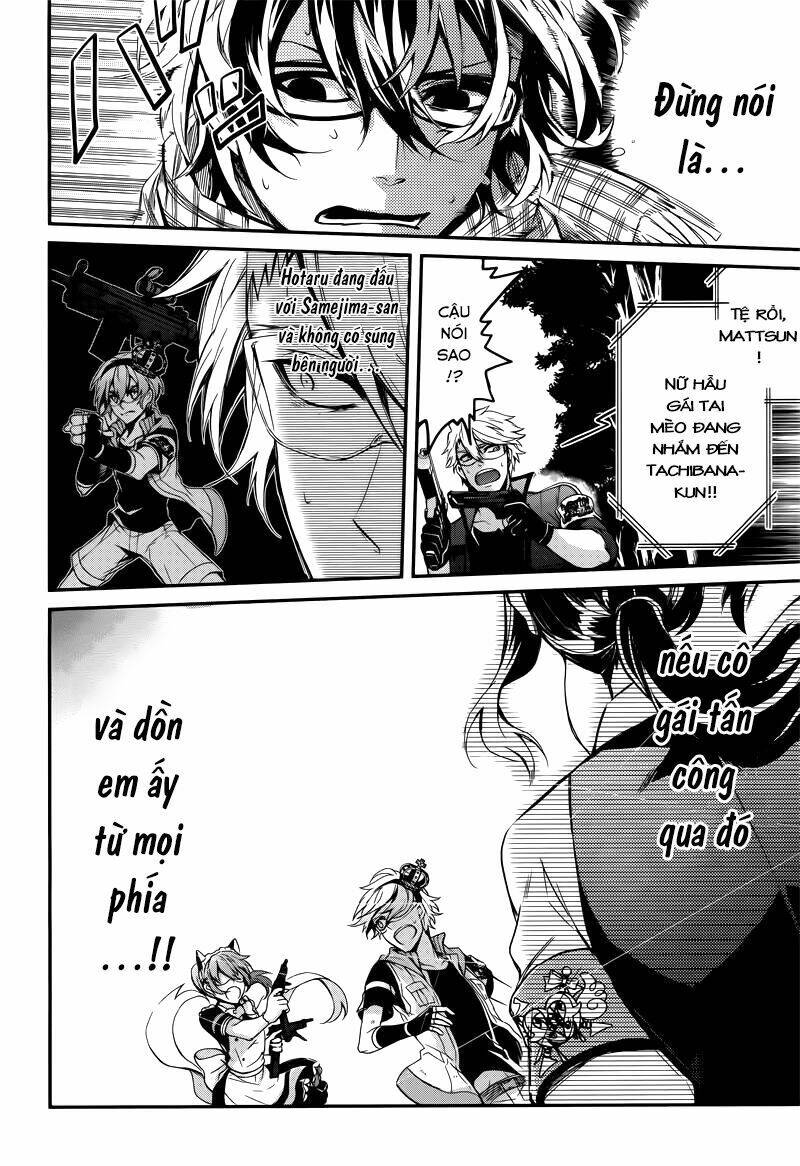 Đừng nói
là...
TỆ RỒI,
MATTSUN
!
NỮ HẦU
GÁI TAI
MÈO ĐANG
NHẮM ĐẾN
TACHIBANA-
KUN!!
CẬU
NÓI
SAO
!?
Hotaru đang đấu
với Samejima-san
và không có súng
bên người...
nếu cô
gái tấn
công
qua đó
và dồn
em ấy
từ mọi
phía
...!!